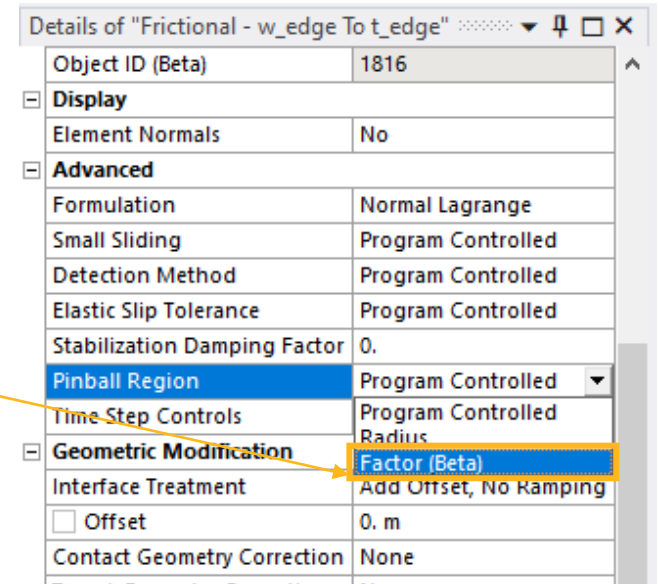 Details of "Frictional - w_edge To t_edge"
Object ID (Beta) 1816
Display
Element Normals No
Advanced
Formulation Normal Lagrange
Small Sliding Program Controlled
Detection Method Program Controlled
Elastic Slip Tolerance Program Controlled
Stabilization Damping Factor 0.
Pinball Region Program Controlled
Time Step Controls Program Controlled
Radius
Geometric Modification Factor (Beta)
Interface Treatment Add Offset, No Ramping
Offset 0. m
Contact Geometry Correction None